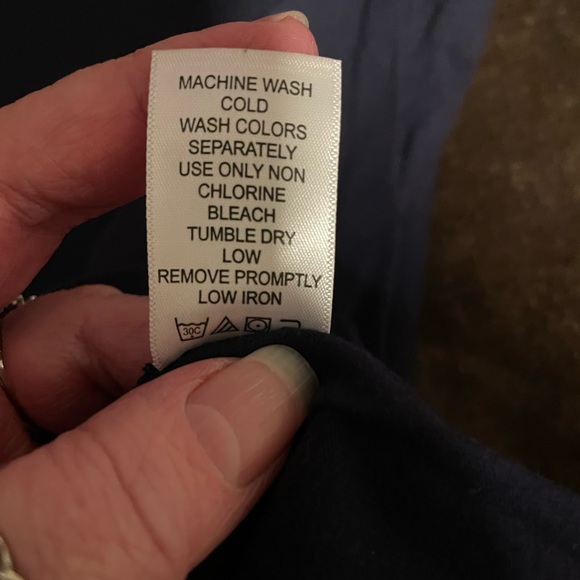 MACHINE WASH
COLD
WASH COLORS
SEPARATELY
USE ONLY NON
CHLORINE
BLEACH
TUMBLE DRY
LOW
REMOVE PROMPTLY
LOW IRON
30C